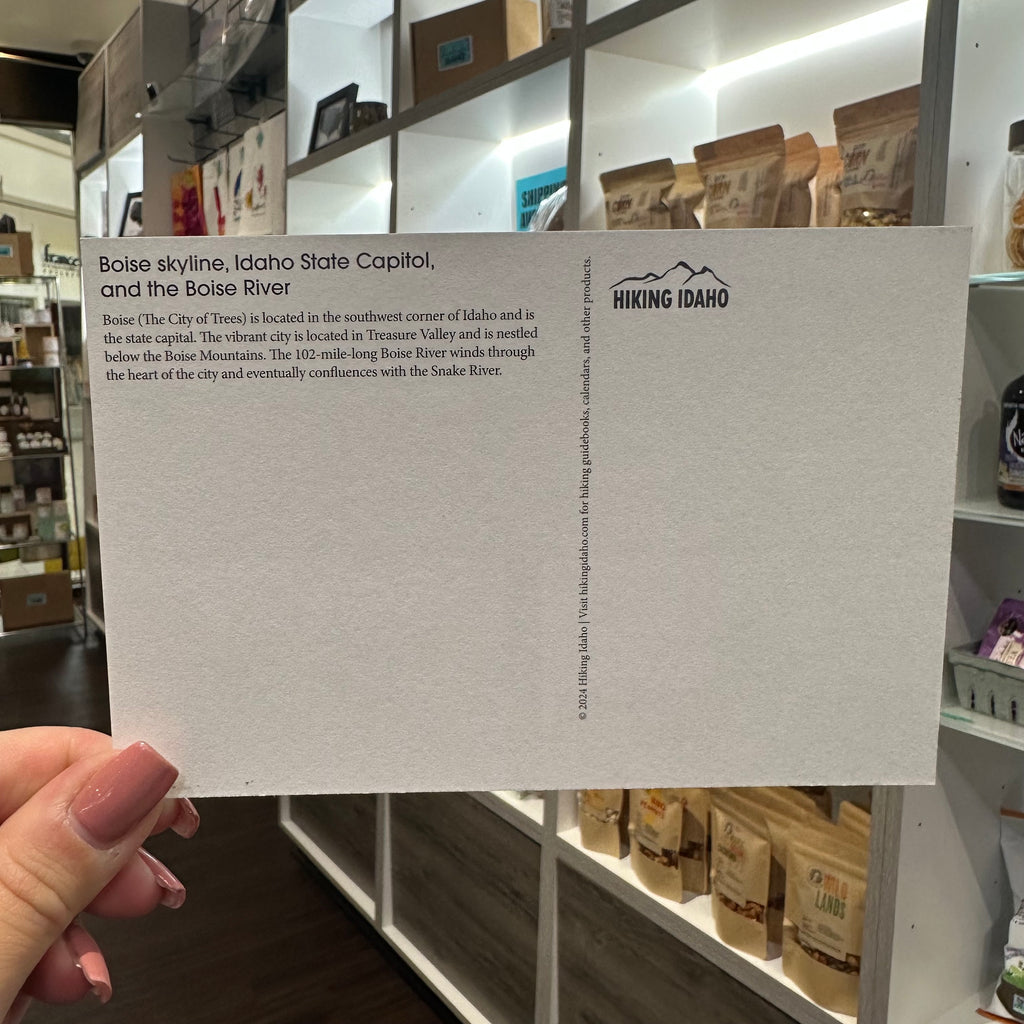 Boise skyline, Idaho State Capitol,
and the Boise River
Boise (The City of Trees) is located in the southwest corner of Idaho and is
the state capital. The vibrant city is located in Treasure Valley and is nestled
below the Boise Mountains. The 102-mile-long Boise River winds through
the heart of the city and eventually confluences with the Snake River.
© 2024 Hiking Idaho | Visit hikingidaho.com for hiking guidebooks, calendars, and other products.
HIKING IDAHO
LANDS